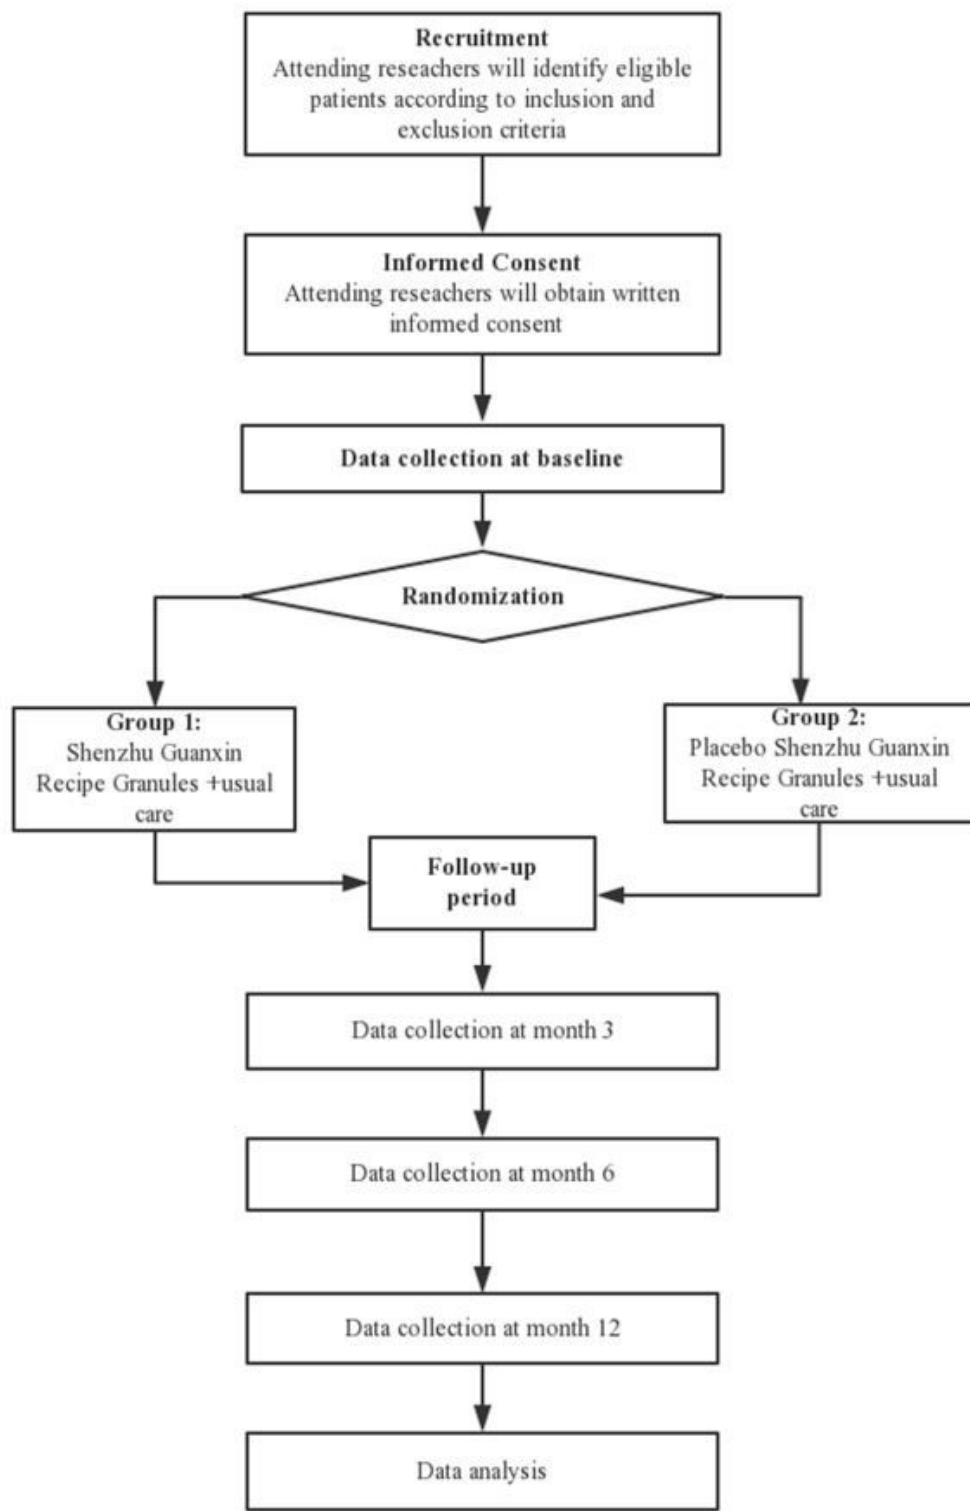 Recruitment
Attending reseachers will identify eligible
patients according to inclusion and
exclusion criteria
Informed Consent
Attending reseachers will obtain written
informed consent
Data collection at baseline
Randomization
Group 1:
Shenzhu Guanxin
Recipe Granules +usual
care
Group 2:
Placebo Shenzhu Guanxin
Recipe Granules +usual
care
Follow-up
period
Data collection at month 3
Data collection at month 6
Data collection at month 12
Data analysis